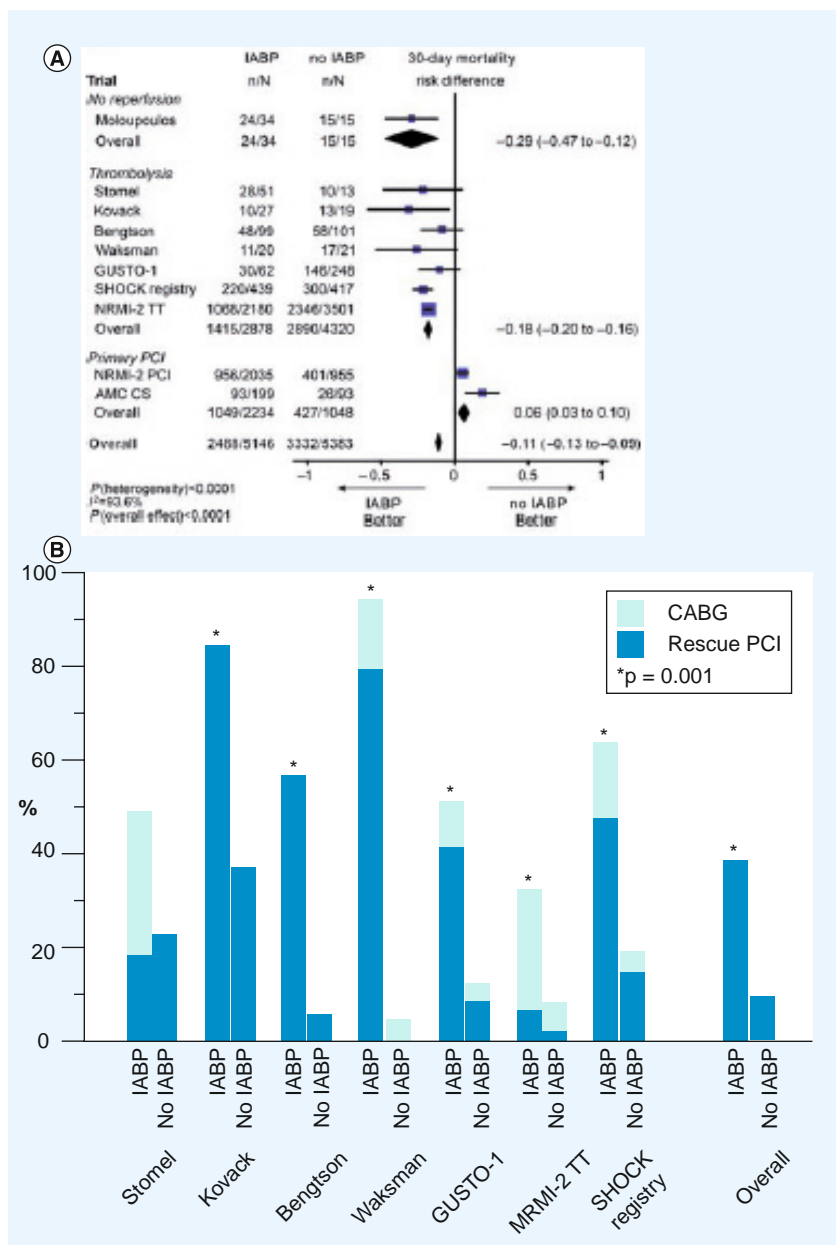 A
IABP no IABP 30-day mortality
Trial n/N n/N risk difference
No reperfusion
Moloupoulos 24/34 15/15
Overall 24/34 15/15 −0.29 (−0.47 to −0.12)
Thrombolysis
Stomel 28/51 10/13
Kovack 10/27 13/19
Bengtson 48/99 58/101
Waksman 11/20 17/21
GUSTO-1 30/62 146/248
SHOCK registry 220/439 300/417
NRMI-2 TT 1068/2180 2346/3501
Overall 1415/2878 2890/4320 −0.18 (−0.20 to −0.16)
Primary PCI
NRMI-2 PCI 956/2035 401/955
AMC CS 93/199 26/93
Overall 1049/2234 427/1048 0.06 (0.03 to 0.10)
Overall 2488/5146 3332/5383 −0.11 (−0.13 to −0.09)
−1 −0.5 0 0.5 1
P(heterogenity)<0.0001
I²=93.6%
P(overall effect)<0.0001
IABP no IABP
Better Better
B
100
80
60
40
20
0
%
CABG
Rescue PCI
*p = 0.001
* * * * * * *
IABP No IABP IABP No IABP IABP No IABP IABP No IABP IABP No IABP IABP No IABP IABP No IABP IABP No IABP
Stomel Kovack Bengtson Waksman GUSTO-1 MRMI-2 TT SHOCK registry Overall